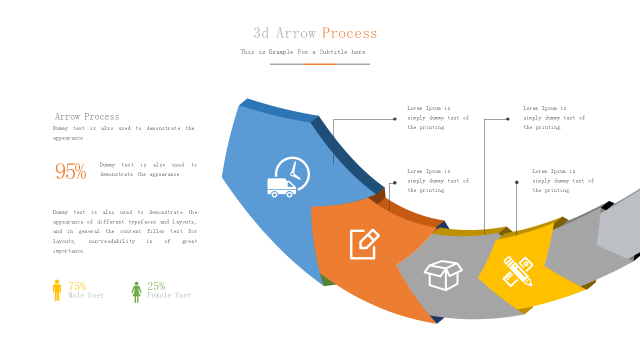 3d Arrow Process
This is Example For a Subtitle here
Arrow Process
Dummy text is also used to demonstrate the
appearance .
95%
Dummy text is also used to
demonstrate the appearance .
Dummy text is also used to demonstrate the
appearance of different typefaces and layouts,
and in general the content filler text for
layouts, non-readability is of great
importance.
75%
Male User
25%
Female User
Lorem Ipsum is
simply dummy text of
the printing.
Lorem Ipsum is
simply dummy text of
the printing.
Lorem Ipsum is
simply dummy text of
the printing.
Lorem Ipsum is
simply dummy text of
the printing.